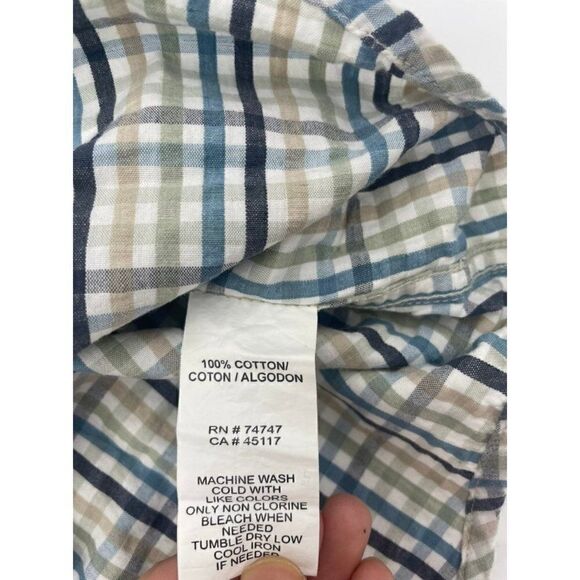 100% COTTON/
COTON / ALGODON
RN # 74747
CA # 45117
MACHINE WASH
COLD WITH
LIKE COLORS
ONLY NON CLORINE
BLEACH WHEN
NEEDED
TUMBLE DRY LOW
COOL IRON
IF NEEDED